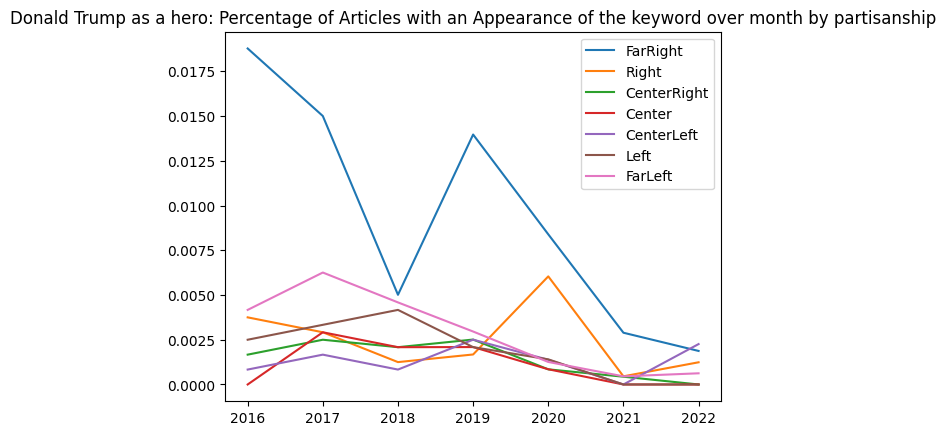 Donald Trump as a hero: Percentage of Articles with an Appearance of the keyword over month by partisanship
FarRight
Right
CenterRight
Center
CenterLeft
Left
FarLeft
0.0175
0.0150
0.0125
0.0100
0.0075
0.0050
0.0025
0.0000
2016 2017 2018 2019 2020 2021 2022